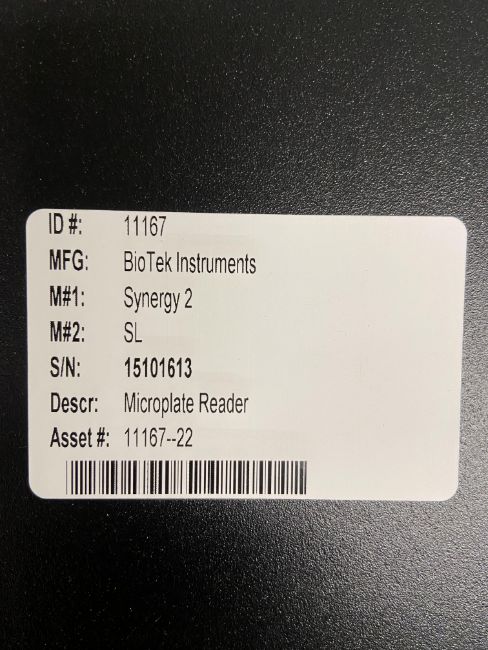 ID #: 11167
MFG: BioTek Instruments
M#1: Synergy 2
M#2: SL
S/N: 15101613
Descr: Microplate Reader
Asset #: 11167--22